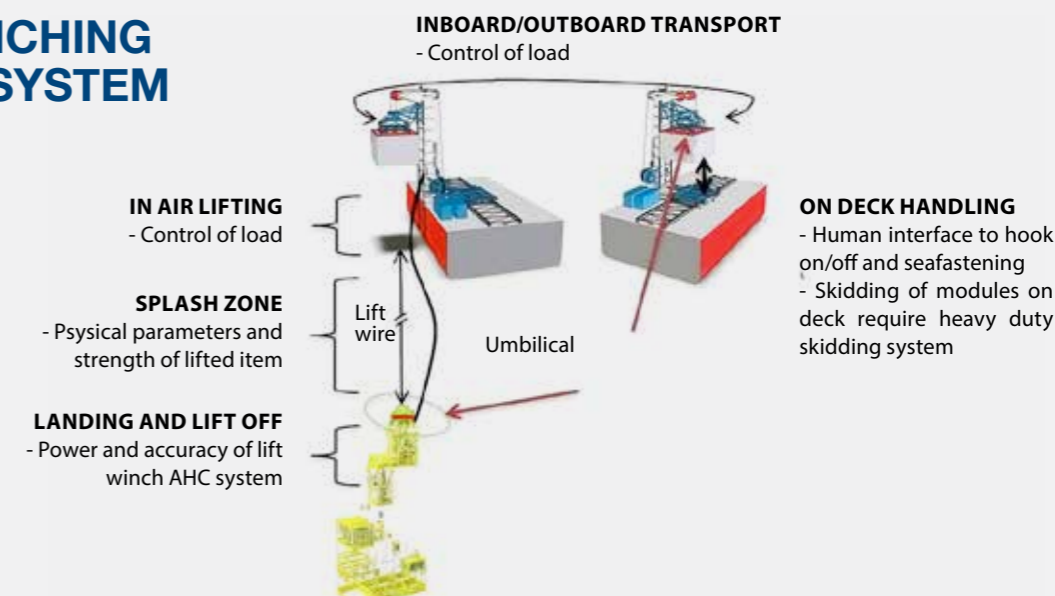 ICHING
SYSTEM
INBOARD/OUTBOARD TRANSPORT
- Control of load
IN AIR LIFTING
- Control of load
SPLASH ZONE
- Psysical parameters and
strength of lifted item
LANDING AND LIFT OFF
- Power and accuracy of lift
winch AHC system
Lift
wire
Umbilical
ON DECK HANDLING
- Human interface to hook
on/off and seafastening
- Skidding of modules on
deck require heavy duty
skidding system